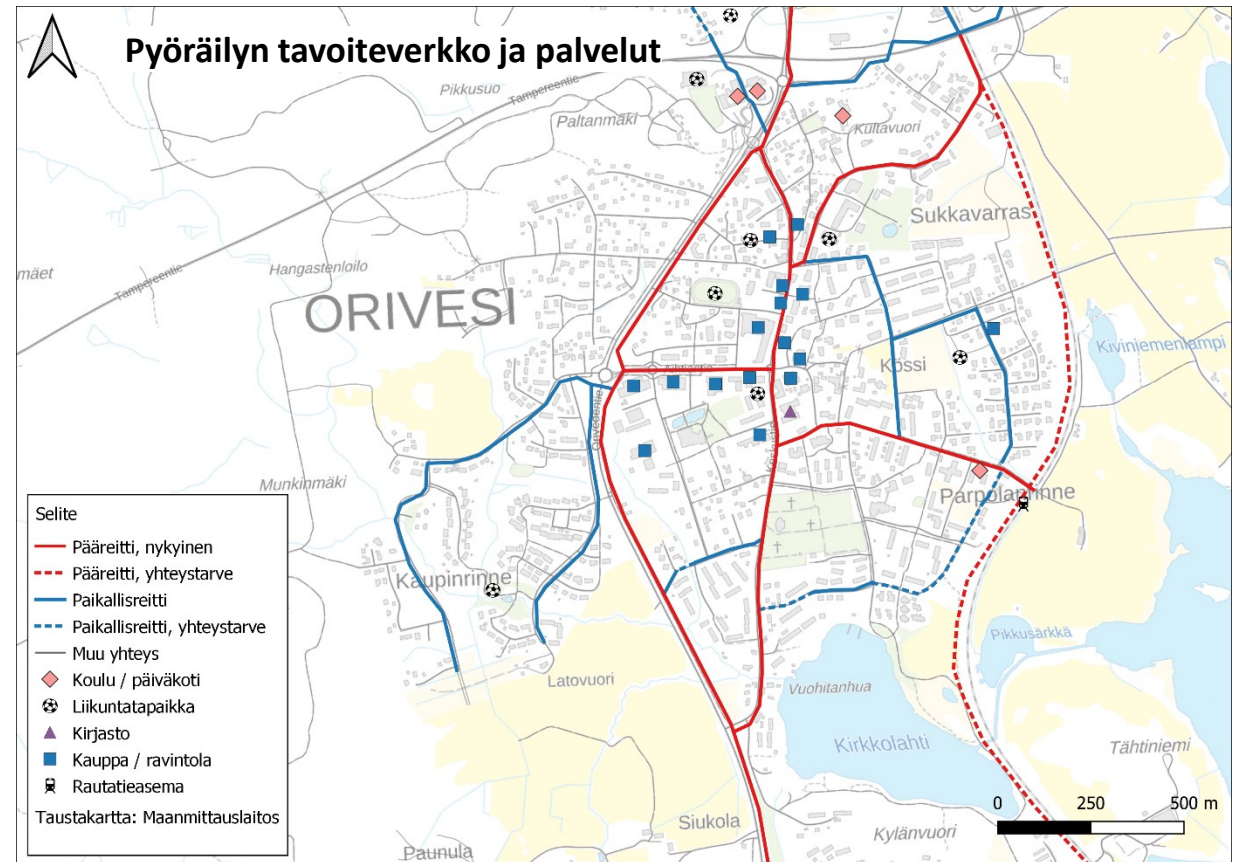 Pyöräilyn tavoiteverkko ja palvelut
Pikkusuo
Tampereentie
Paltanmäki
Kultavuori
Sukkavarras
mäet
Hangastenloilo
Tampereentie
ORIVESI
Kiviniemenlampi
Kössi
Orivedentie
Munkinmäki
Parpolanrinne
Kaupinrinne
Pikkusärkkä
Latovuori
Vuohitanhua
Kirkkolahti
Tähtiniemi
Siukola
Kylänvuori
Paunula
Selite
Pääreitti, nykyinen
Pääreitti, yhteystarve
Paikallisreitti
Paikallisreitti, yhteystarve
Muu yhteys
Koulu / päiväkoti
Liikuntatapaikka
Kirjasto
Kauppa / ravintola
Rautatieasema
Taustakartta: Maanmittauslaitos
0 250 500 m